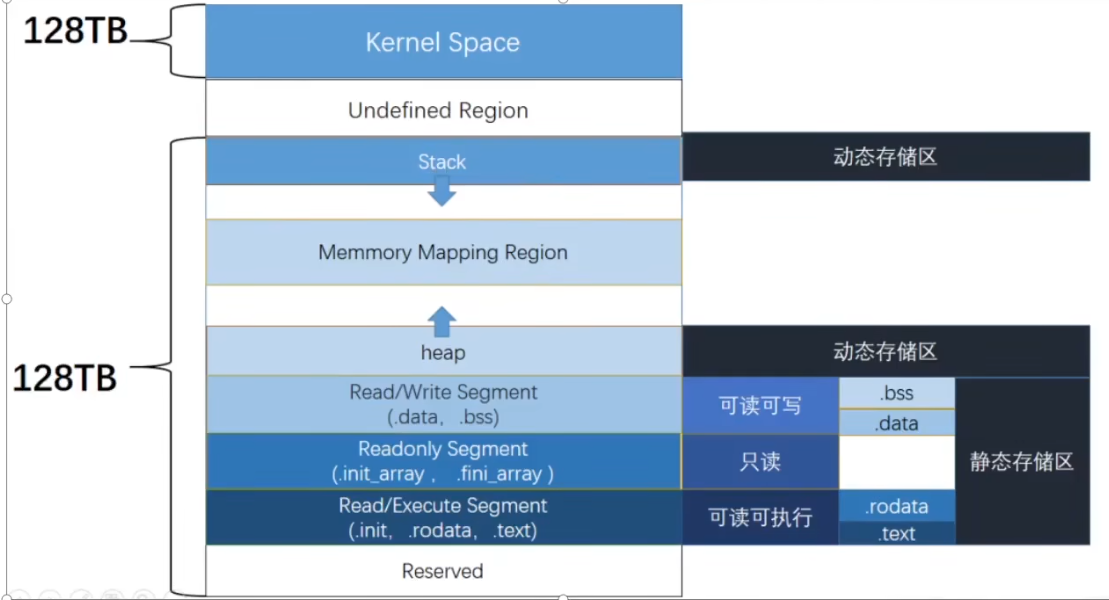 128TB
Kernel Space
Undefined Region
Stack
动态存储区
Memmory Mapping Region
128TB
heap
动态存储区
Read/Write Segment
(.data，.bss)
可读可写
.bss
.data
Readonly Segment
(.init_array ， .fini_array )
只读
静态存储区
Read/Execute Segment
(.init，.rodata，.text)
可读可执行
.rodata
.text
Reserved